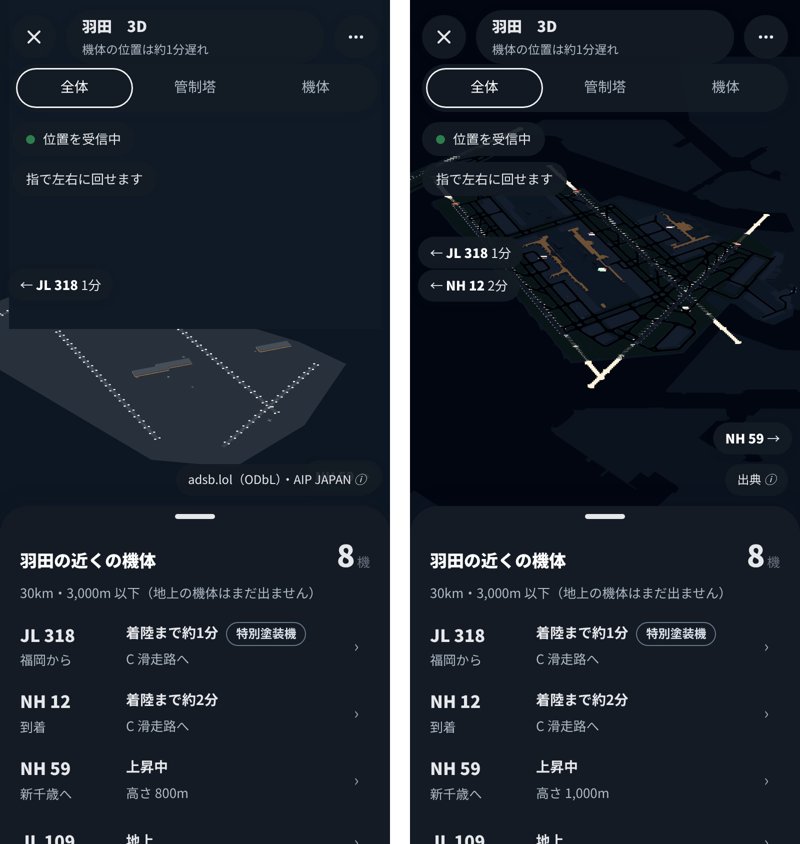 羽田 3D
機体の位置は約1分遅れ
全体
管制塔
機体
位置を受信中
指で左右に回せます
← JL 318 1分
adsb.lol（ODbL）・AIP JAPAN ⓘ
羽田の近くの機体
8機
30km・3,000m 以下（地上の機体はまだ出ません）
JL 318
着陸まで約1分
特別塗装機
福岡から
C 滑走路へ
NH 12
着陸まで約2分
到着
C 滑走路へ
NH 59
上昇中
新千歳へ
高さ 800m
JL 109
地上
羽田 3D
機体の位置は約1分遅れ
全体
管制塔
機体
位置を受信中
指で左右に回せます
← JL 318 1分
← NH 12 2分
NH 59 →
出典 ⓘ
羽田の近くの機体
8機
30km・3,000m 以下（地上の機体はまだ出ません）
JL 318
着陸まで約1分
特別塗装機
福岡から
C 滑走路へ
NH 12
着陸まで約2分
到着
C 滑走路へ
NH 59
上昇中
新千歳へ
高さ 1,000m
JL 109
地上